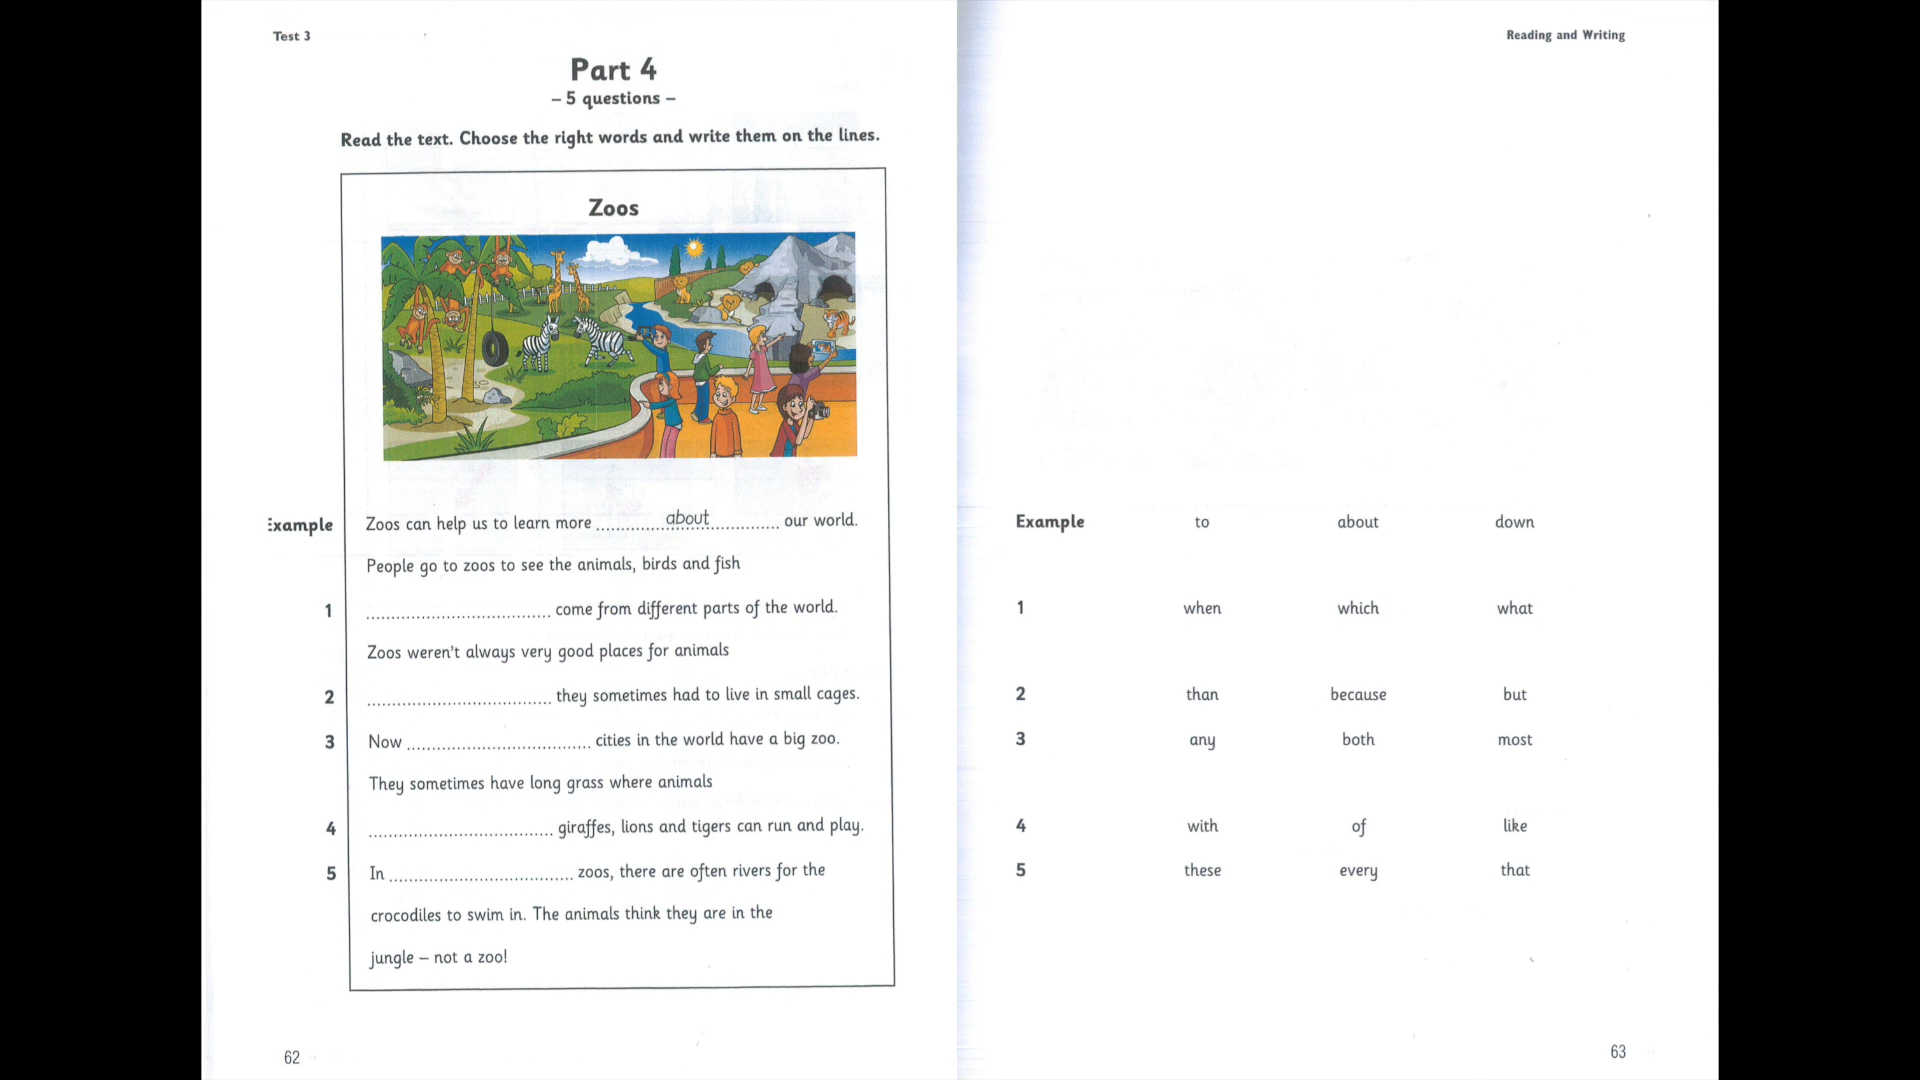 Test 3
Part 4
– 5 questions –
Read the text. Choose the right words and write them on the lines.
Zoos
Example Zoos can help us to learn more about our world.
People go to zoos to see the animals, birds and fish
1 .................................... come from different parts of the world.
Zoos weren't always very good places for animals
2 .................................... they sometimes had to live in small cages.
3 Now .................................... cities in the world have a big zoo.
They sometimes have long grass where animals
4 .................................... giraffes, lions and tigers can run and play.
5 In .................................... zoos, there are often rivers for the
crocodiles to swim in. The animals think they are in the
jungle – not a zoo!
62
Reading and Writing
Example to about down
1 when which what
2 than because but
3 any both most
4 with of like
5 these every that
63